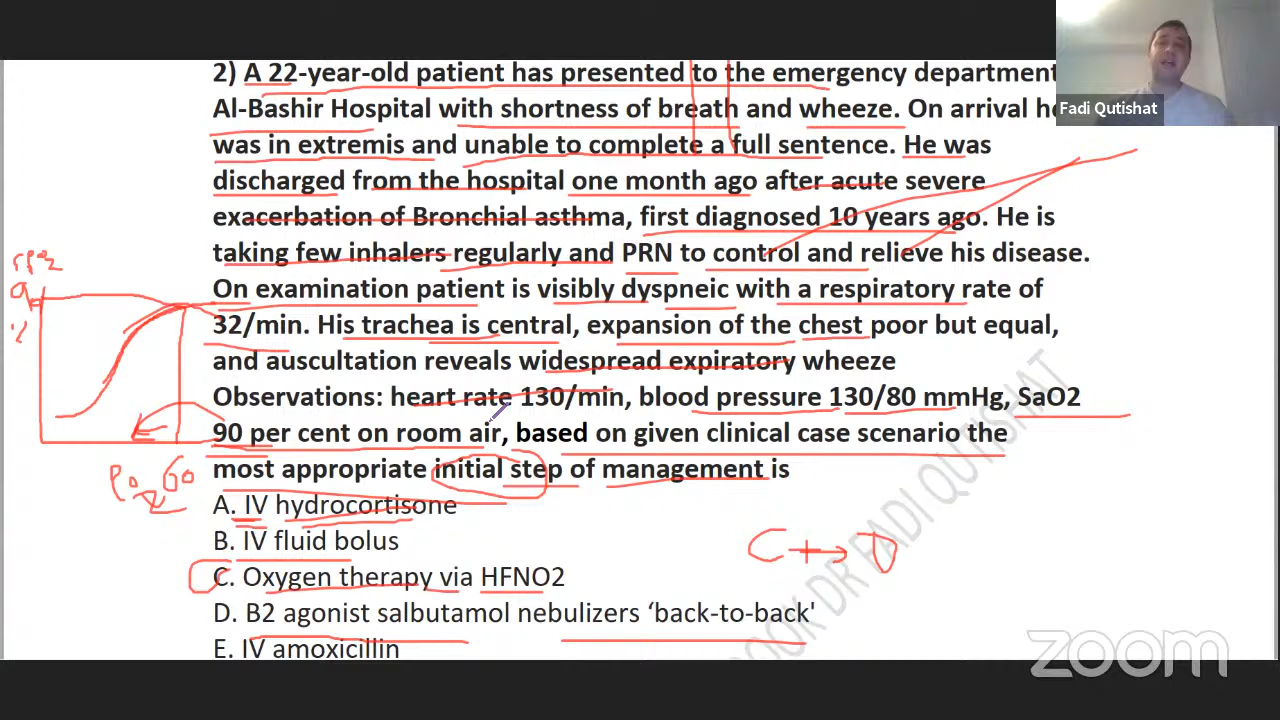 2) A 22-year-old patient has presented to the emergency department
Al-Bashir Hospital with shortness of breath and wheeze. On arrival he
was in extremis and unable to complete a full sentence. He was
discharged from the hospital one month ago after acute severe
exacerbation of Bronchial asthma, first diagnosed 10 years ago. He is
taking few inhalers regularly and PRN to control and relieve his disease.
On examination patient is visibly dyspneic with a respiratory rate of
32/min. His trachea is central, expansion of the chest poor but equal,
and auscultation reveals widespread expiratory wheeze
Observations: heart rate 130/min, blood pressure 130/80 mmHg, SaO2
90 per cent on room air, based on given clinical case scenario the
most appropriate initial step of management is
A. IV hydrocortisone
B. IV fluid bolus
C. Oxygen therapy via HFNO2
D. B2 agonist salbutamol nebulizers ‘back-to-back'
E. IV amoxicillin
Fadi Qutishat
%
PO2 60
C → D
OOK DR FADI QUTISHAT
zoom